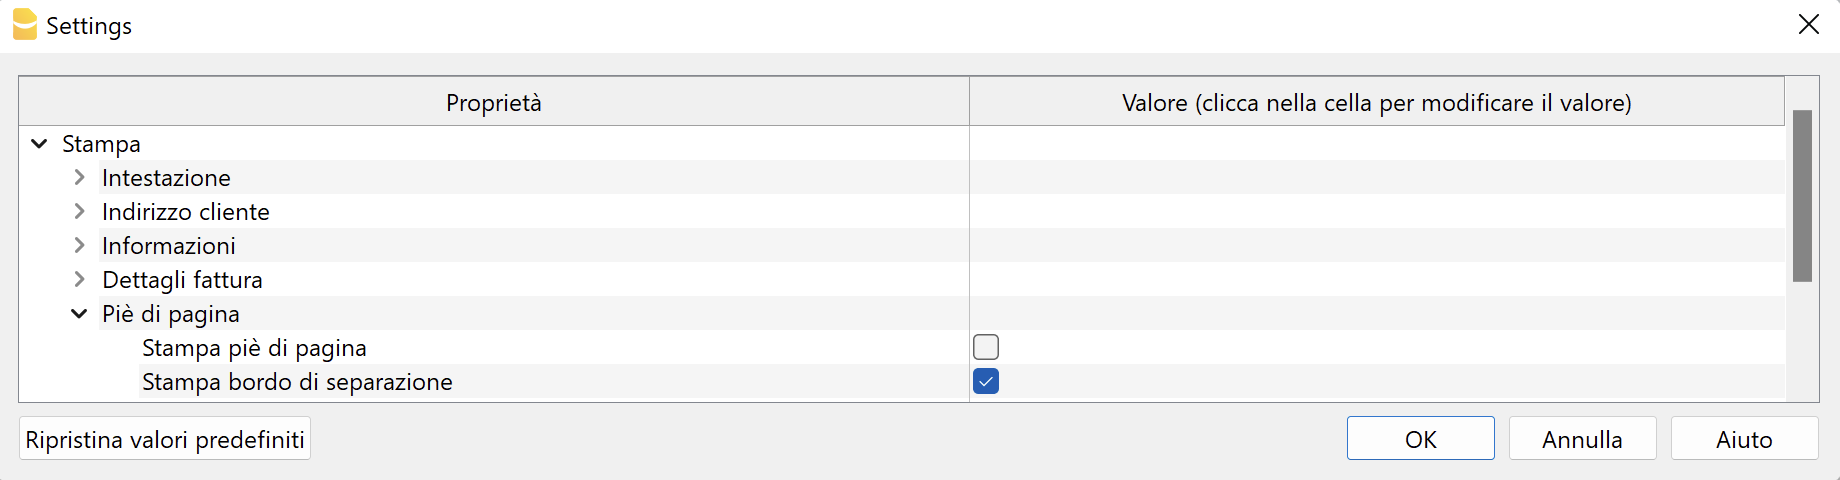 Settings
Proprietà Valore (clicca nella cella per modificare il valore)
Stampa
Intestazione
Indirizzo cliente
Informazioni
Dettagli fattura
Piè di pagina
Stampa piè di pagina
Stampa bordo di separazione
Ripristina valori predefiniti OK Annulla Aiuto